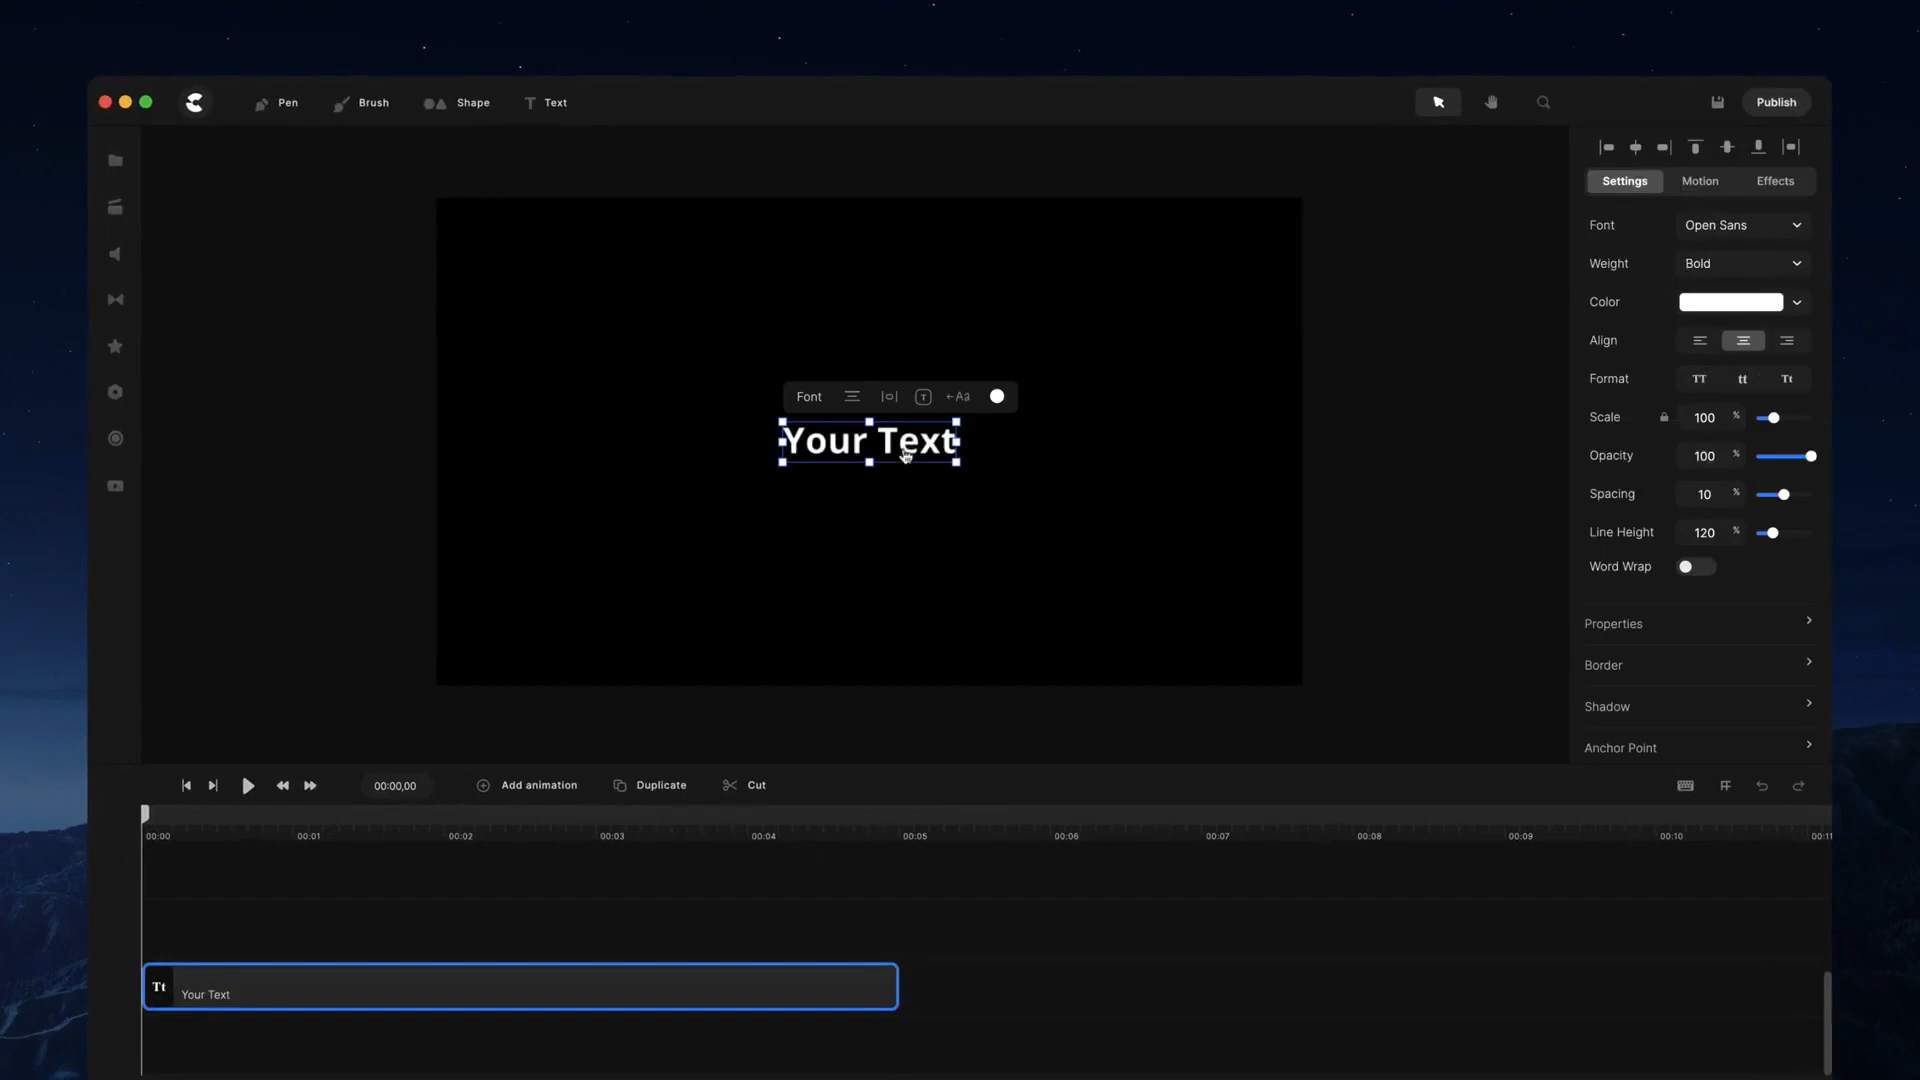 Pen Brush Shape Text Publish
Settings Motion Effects
Font Open Sans
Weight Bold
Color
Align
Format TT tt Tt
Scale 100 %
Opacity 100 %
Spacing 10 %
Line Height 120 %
Word Wrap
Properties
Border
Shadow
Anchor Point
Font T Aa
Your Text
00:00,00 Add animation Duplicate Cut
00:00 00:01 00:02 00:03 00:04 00:05 00:06 00:07 00:08 00:09 00:10 00:11
Tt Your Text